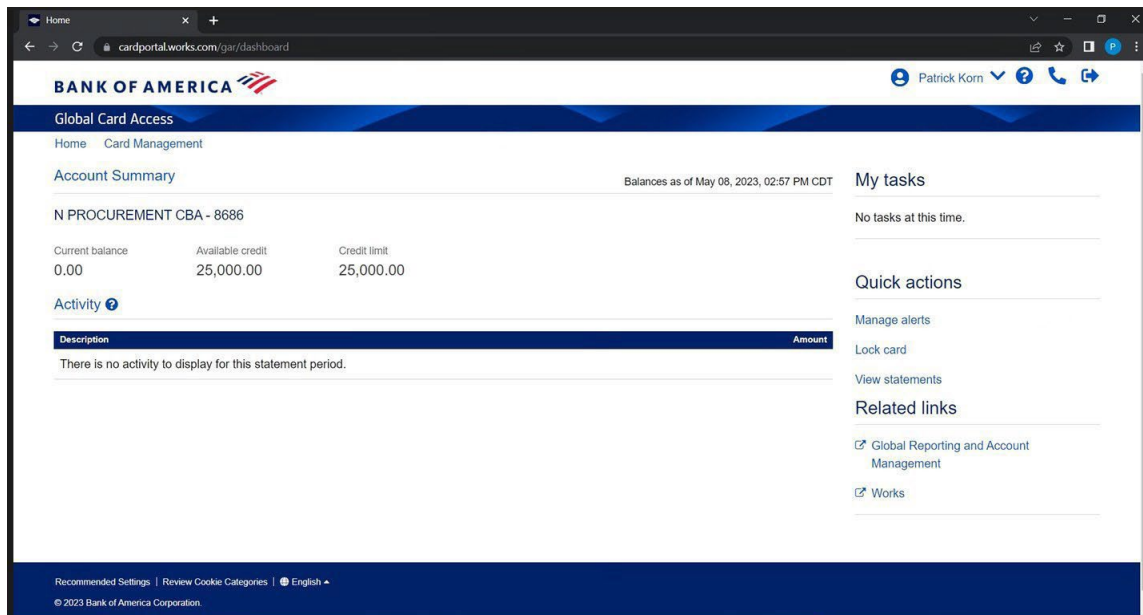 Home
cardportal.works.com/gar/dashboard
P
BANK OF AMERICA
Patrick Korn
Global Card Access
Home Card Management
Account Summary
Balances as of May 08, 2023, 02:57 PM CDT
N PROCUREMENT CBA - 8686
Current balance Available credit Credit limit
0.00 25,000.00 25,000.00
Activity
Description Amount
There is no activity to display for this statement period.
My tasks
No tasks at this time.
Quick actions
Manage alerts
Lock card
View statements
Related links
Global Reporting and Account
Management
Works
Recommended Settings | Review Cookie Categories | English
© 2023 Bank of America Corporation.